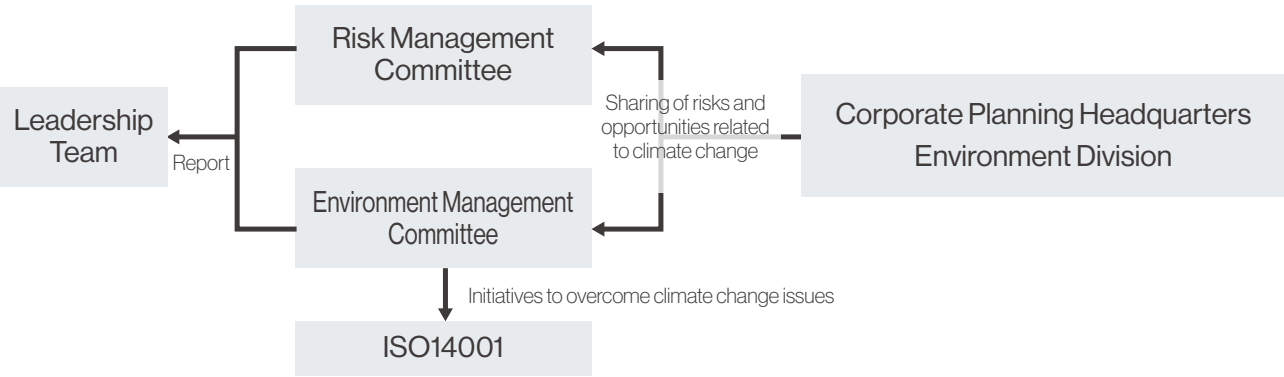 Risk Management
Committee
Leadership
Team
Report
Sharing of risks and
opportunities related
to climate change
Corporate Planning Headquarters
Environment Division
Environment Management
Committee
Initiatives to overcome climate change issues
ISO14001